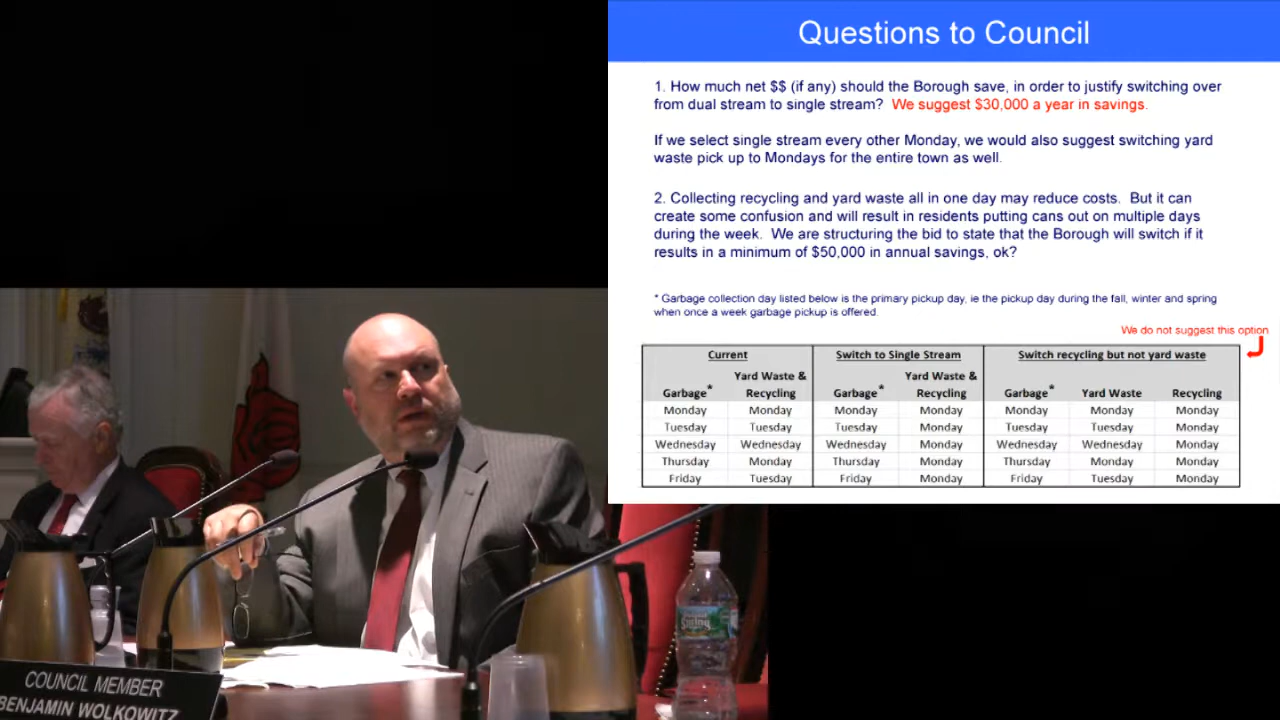 Questions to Council
1. How much net $$ (if any) should the Borough save, in order to justify switching over
from dual stream to single stream? We suggest $30,000 a year in savings.
If we select single stream every other Monday, we would also suggest switching yard
waste pick up to Mondays for the entire town as well.
2. Collecting recycling and yard waste all in one day may reduce costs. But it can
create some confusion and will result in residents putting cans out on multiple days
during the week. We are structuring the bid to state that the Borough will switch if it
results in a minimum of $50,000 in annual savings, ok?
* Garbage collection day listed below is the primary pickup day, ie the pickup day during the fall, winter and spring
when once a week garbage pickup is offered.
We do not suggest this option
Current Switch to Single Stream Switch recycling but not yard waste
Yard Waste & Yard Waste &
Garbage* Recycling Garbage* Recycling Garbage* Yard Waste Recycling
Monday Monday Monday Monday Monday Monday Monday
Tuesday Tuesday Tuesday Monday Tuesday Tuesday Monday
Wednesday Wednesday Wednesday Monday Wednesday Wednesday Monday
Thursday Monday Thursday Monday Thursday Monday Monday
Friday Tuesday Friday Monday Friday Tuesday Monday
Spring
COUNCIL MEMBER
BENJAMIN WOLKOWITZ